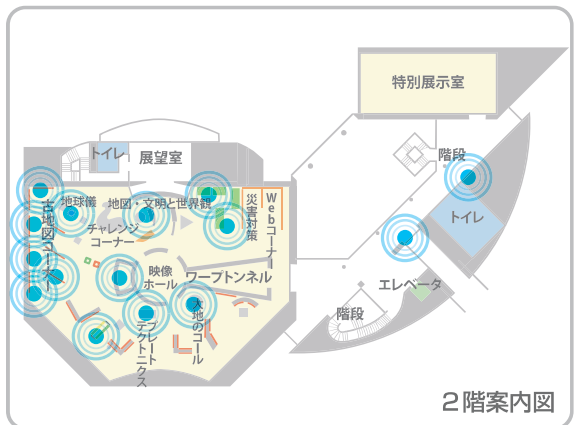 特別展示室
トイレ
展望室
階段
地球儀
地図・文明と世界観
古地図コーナー
チャレンジ
コーナー
災害対策
Webコーナー
トイレ
映像
ホール
ワープトンネル
エレベータ
大地のコール
プレート
テクトニクス
階段
２階案内図